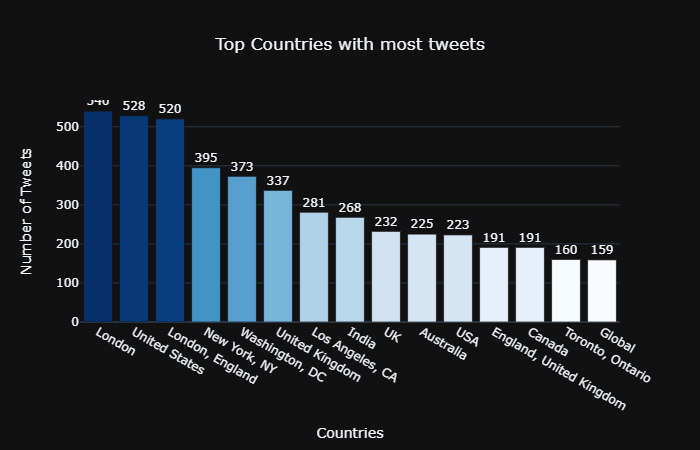 Top Countries with most tweets
Number of Tweets
528
520
395
373
337
281
268
232
225
223
191
191
160
159
500
400
300
200
100
0
London
United States
London, England
New York, NY
Washington, DC
United Kingdom
Los Angeles, CA
India
UK
Australia
USA
England, United Kingdom
Canada
Toronto, Ontario
Global
Countries